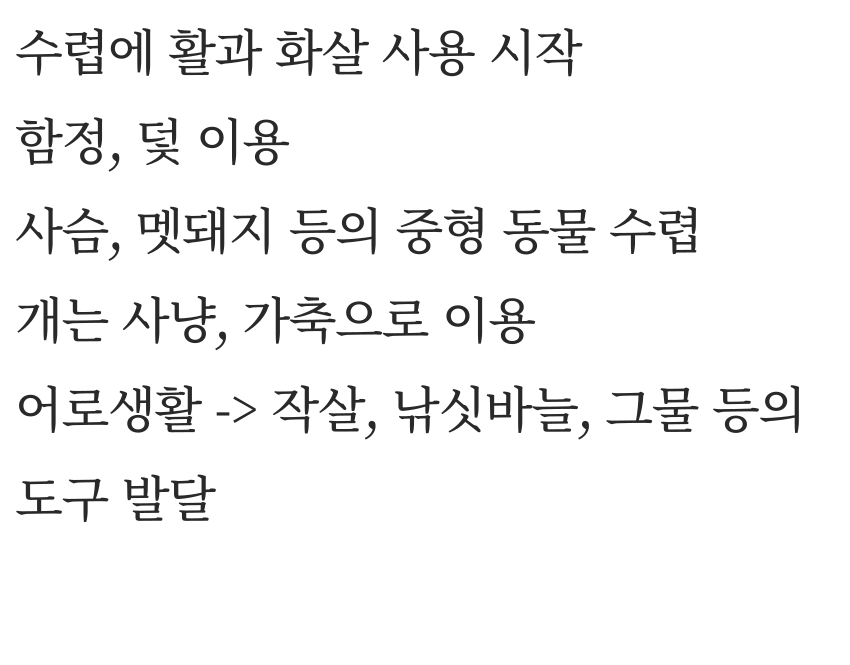 수렵에 활과 화살 사용 시작
함정, 덫 이용
사슴, 멧돼지 등의 중형 동물 수렵
개는 사냥, 가축으로 이용
어로생활 -> 작살, 낚싯바늘, 그물 등의
도구 발달